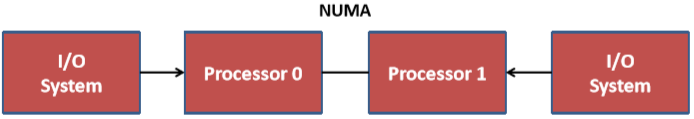 NUMA
I/O
System
Processor 0
Processor 1
I/O
System